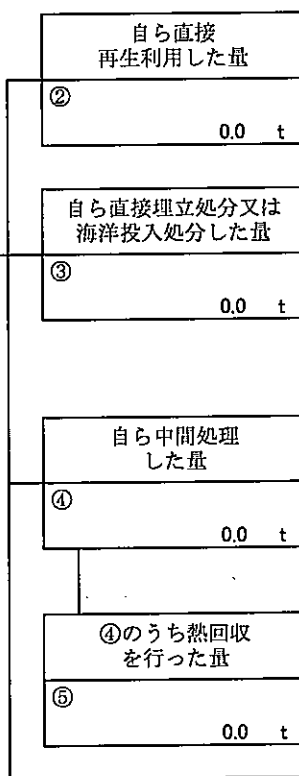 自ら直接
再生利用した量
②
0.0 t
自ら直接埋立処分又は
海洋投入処分した量
③
0.0 t
自ら中間処理
した量
④
0.0 t
④のうち熱回収
を行った量
⑤
0.0 t